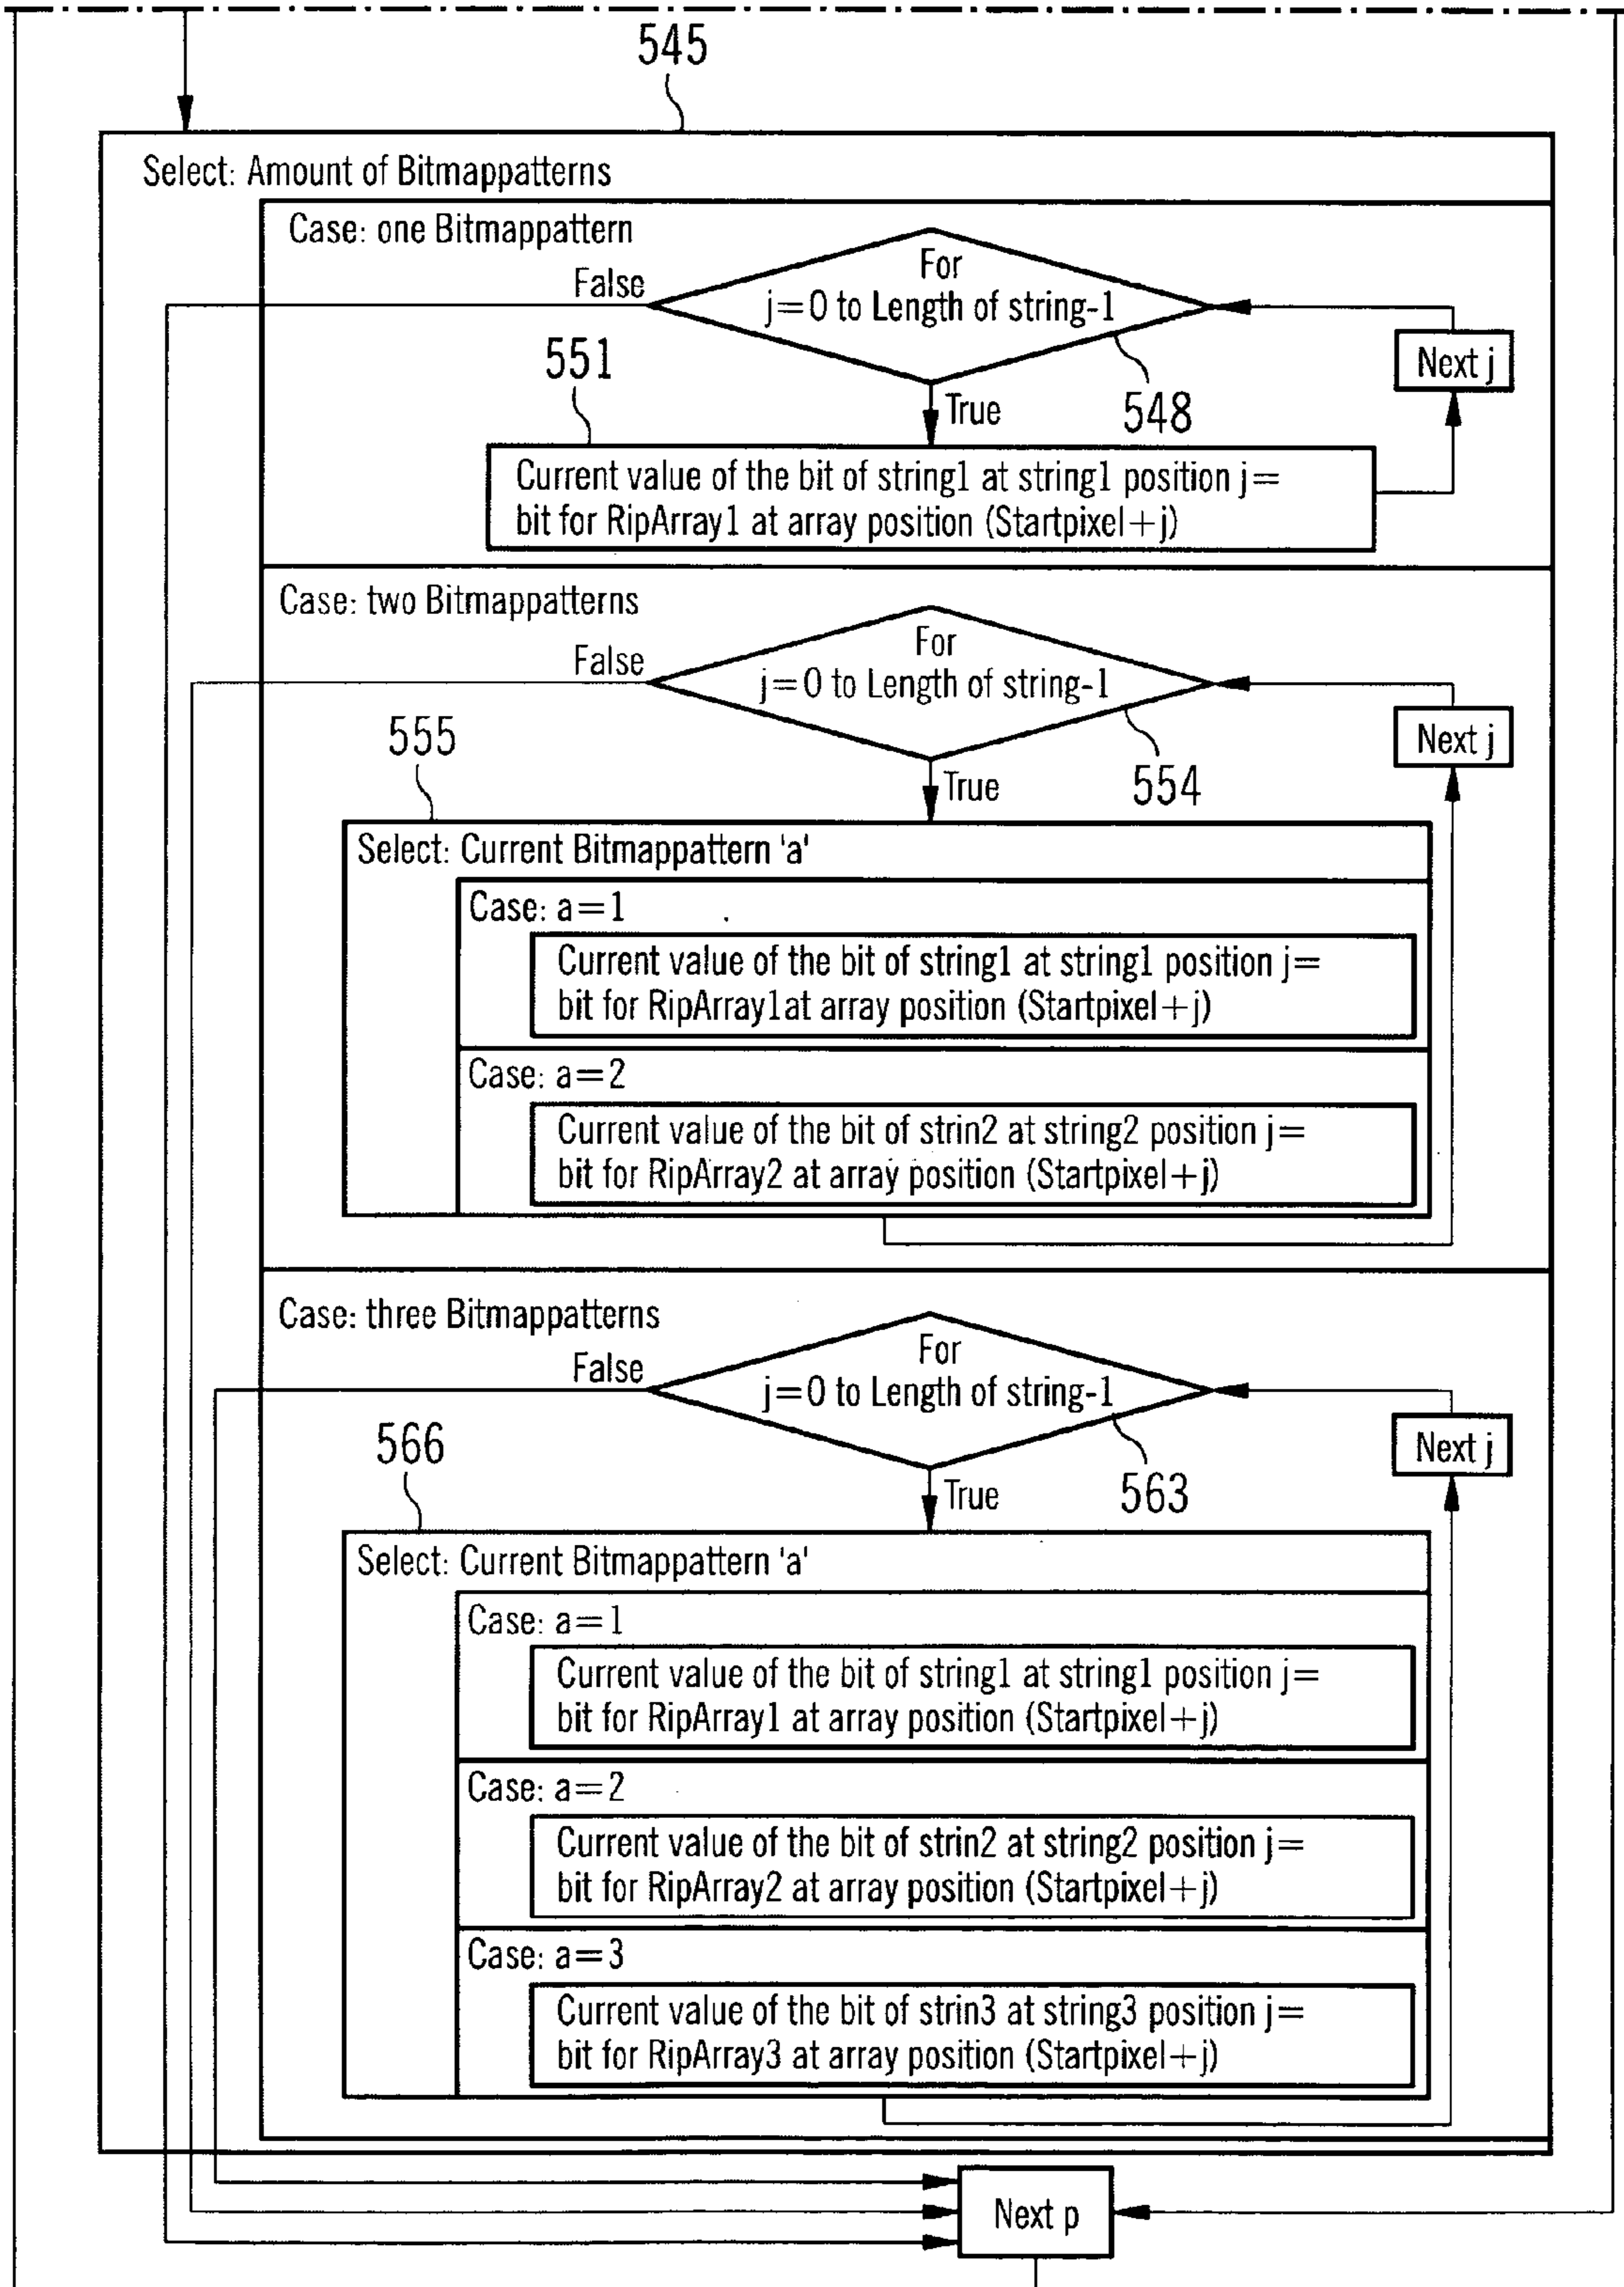 545
Select: Amount of Bitmappatterns
Case: one Bitmappattern
For
j=0 to Length of string-1
False
Next j
551
True
548
Current value of the bit of string1 at string1 position j=
bit for RipArray1 at array position (Startpixel+j)
Case: two Bitmappatterns
For
j=0 to Length of string-1
False
Next j
555
True
554
Select: Current Bitmappattern 'a'
Case: a=1
Current value of the bit of string1 at string1 position j=
bit for RipArray1at array position (Startpixel+j)
Case: a=2
Current value of the bit of strin2 at string2 position j=
bit for RipArray2 at array position (Startpixel+j)
Case: three Bitmappatterns
For
j=0 to Length of string-1
False
Next j
566
True
563
Select: Current Bitmappattern 'a'
Case: a=1
Current value of the bit of string1 at string1 position j=
bit for RipArray1 at array position (Startpixel+j)
Case: a=2
Current value of the bit of strin2 at string2 position j=
bit for RipArray2 at array position (Startpixel+j)
Case: a=3
Current value of the bit of strin3 at string3 position j=
bit for RipArray3 at array position (Startpixel+j)
Next p